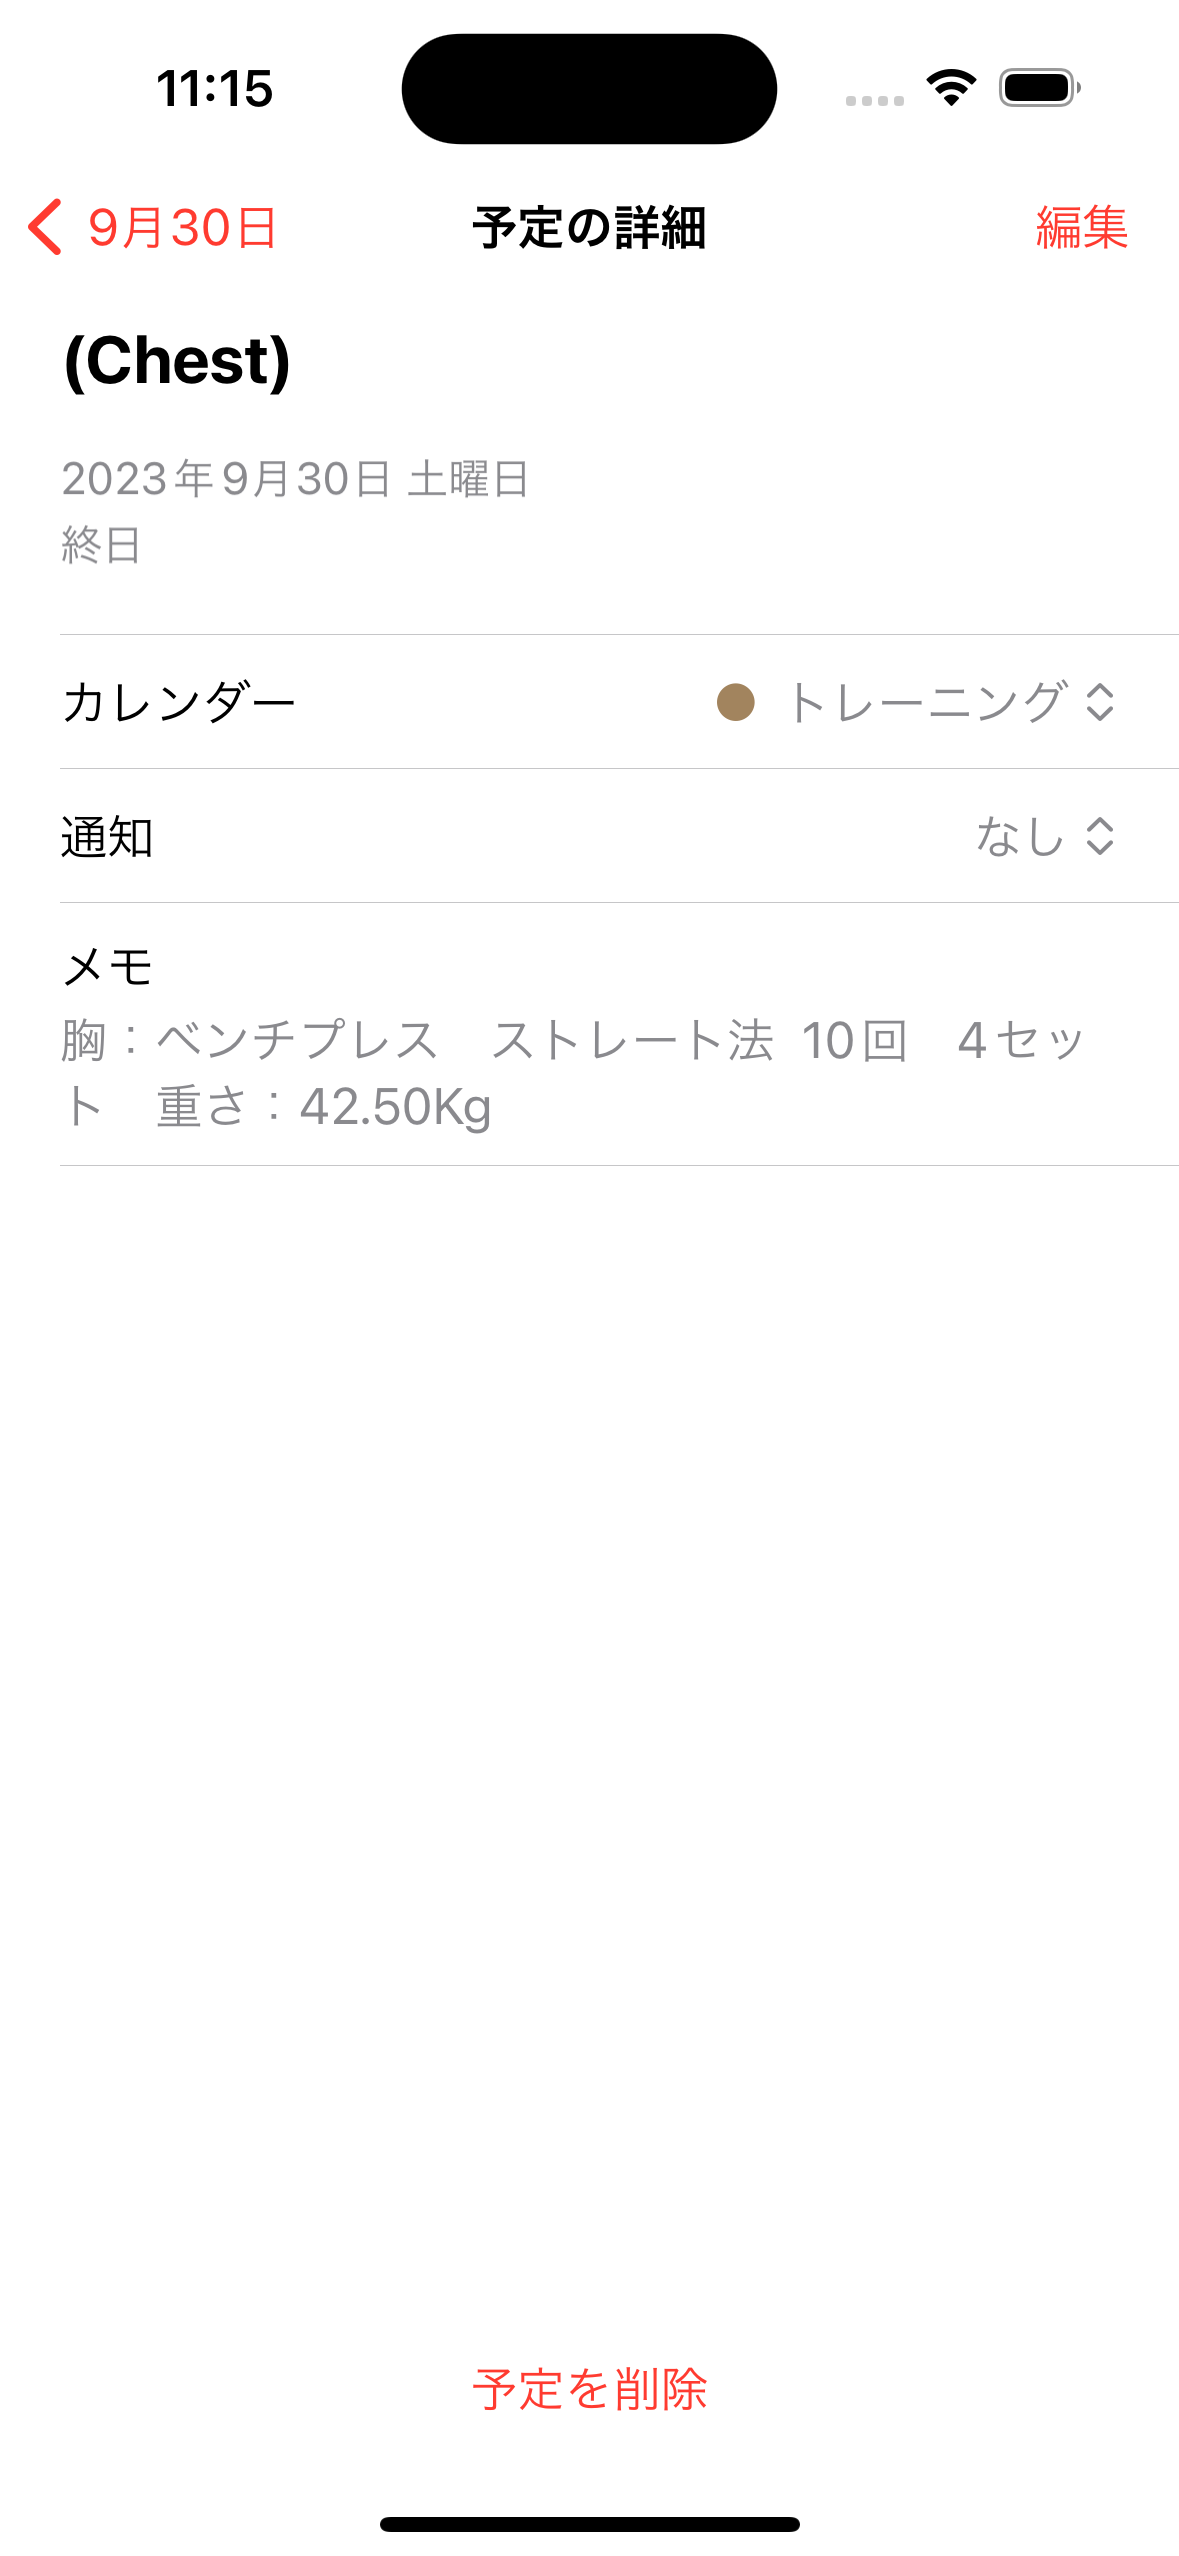 11:15
9月30日
予定の詳細
編集
(Chest)
2023年9月30日 土曜日
終日
カレンダー
トレーニング
通知
なし
メモ
胸：ベンチプレス　ストレート法 10回　4セッ
ト　重さ：42.50Kg
予定を削除